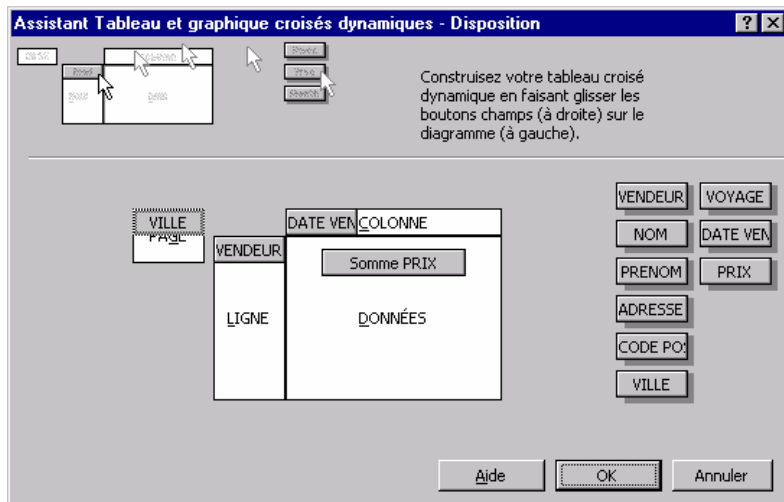 Assistant Tableau et graphique croisés dynamiques - Disposition
Construisez votre tableau croisé
dynamique en faisant glisser les
boutons champs (à droite) sur le
diagramme (à gauche).
VILLE
PAGE
DATE VEN COLONNE
VENDEUR
Somme PRIX
LIGNE
DONNÉES
VENDEUR VOYAGE
NOM DATE VEN
PRENOM PRIX
ADRESSE
CODE PO
VILLE
Aide OK Annuler